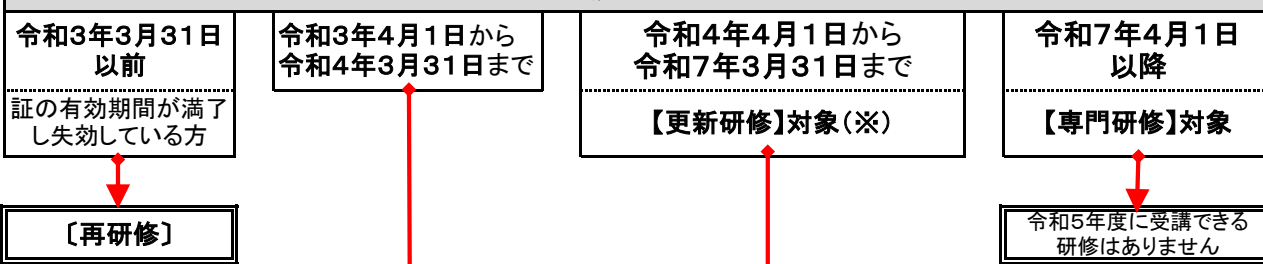 令和3年3月31日
以前
証の有効期間が満了
し失効している方
〔再研修〕
令和3年4月1日から
令和4年3月31日まで
令和4年4月1日から
令和7年3月31日まで
【更新研修】対象(※)
令和7年4月1日
以降
【専門研修】対象
令和5年度に受講できる
研修はありません